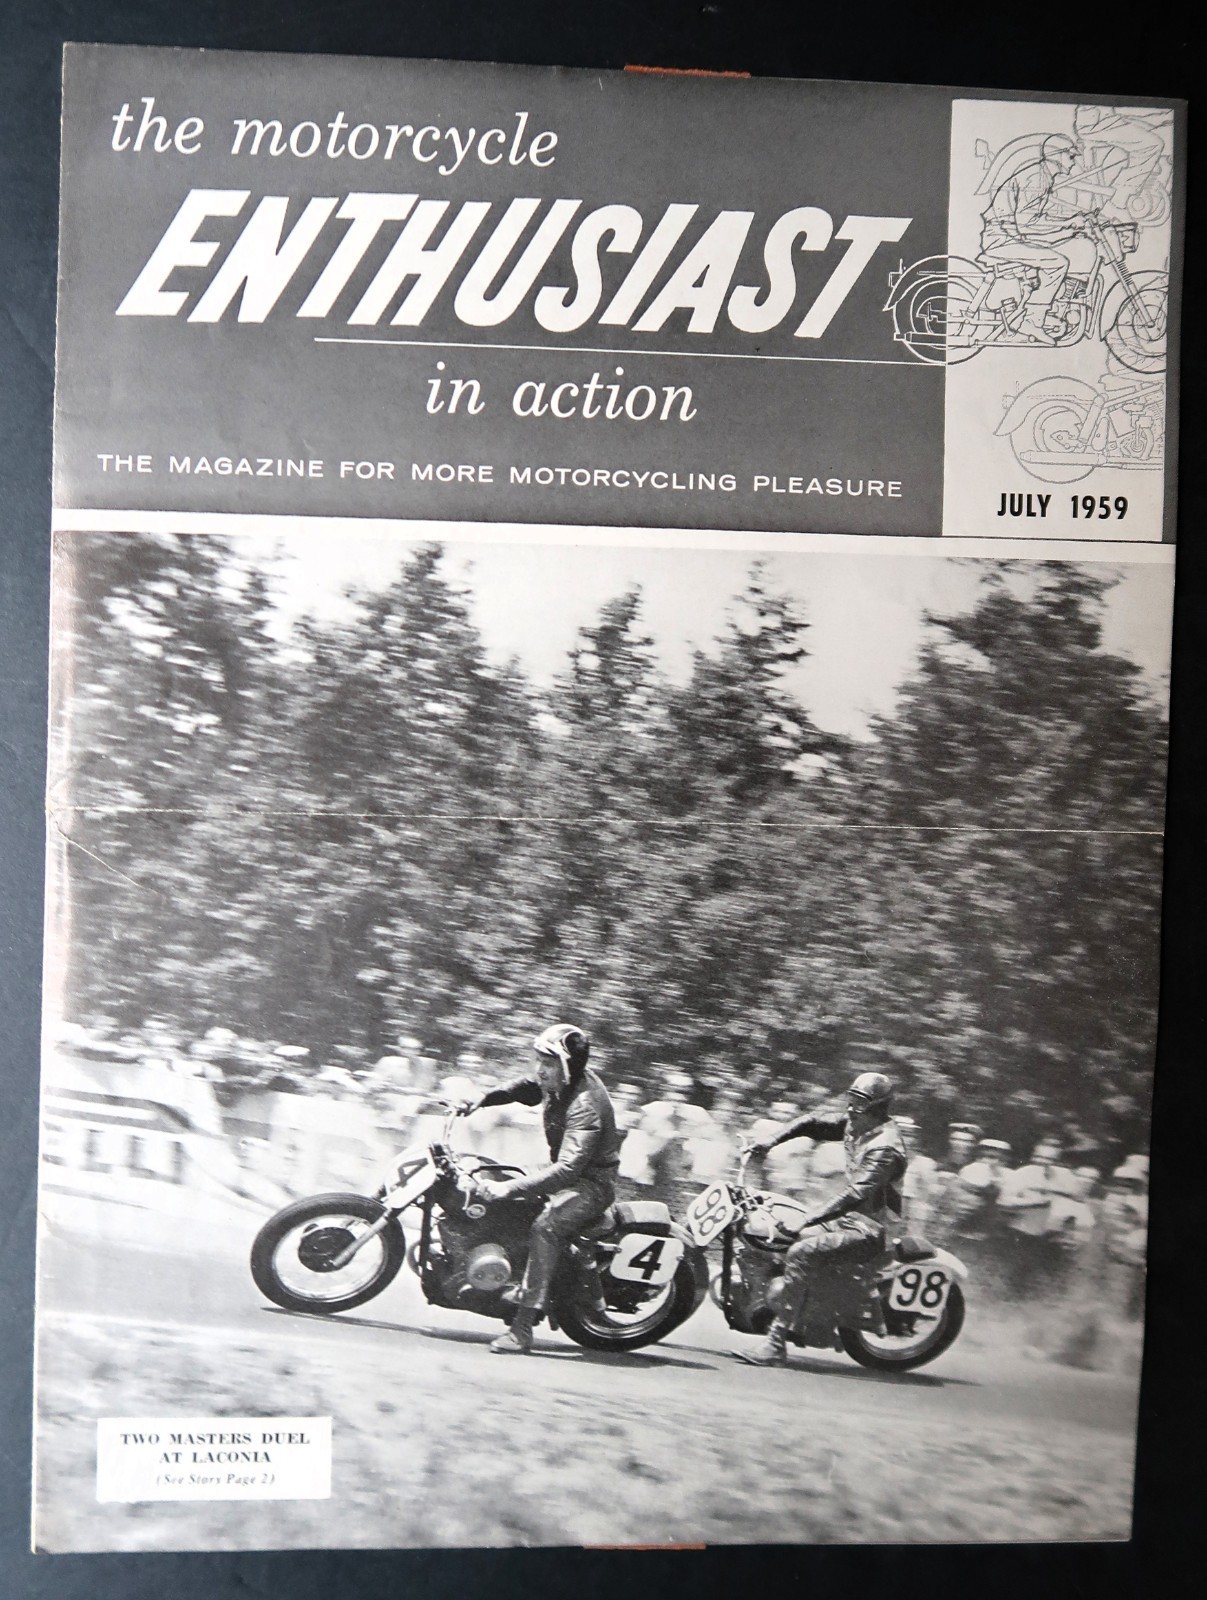 the motorcycle
ENTHUSIAST
in action
THE MAGAZINE FOR MORE MOTORCYCLING PLEASURE
JULY 1959
ELLI
4
4
98
98
TWO MASTERS DUEL
AT LACONIA
(See Story Page 2)